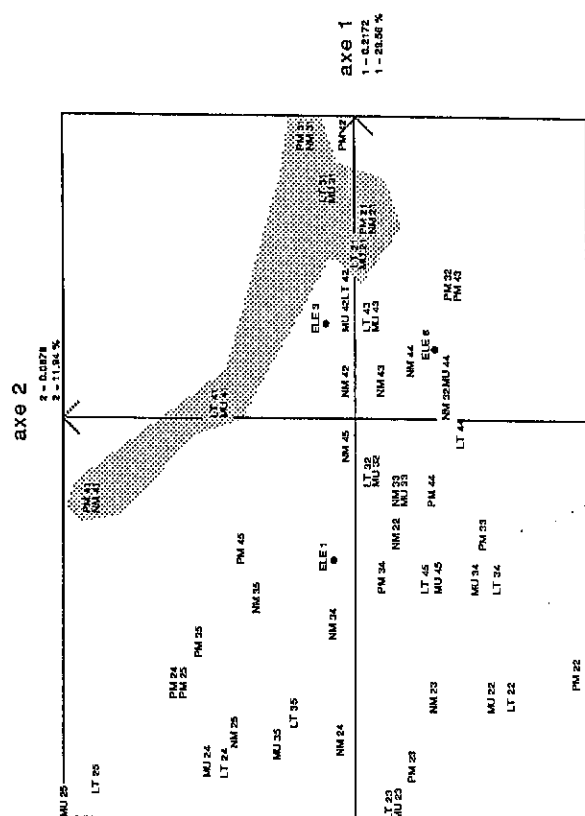 axe 2
2 - 0.0878
2 - 11.94 %
axe 1
1 - 0.2172
1 - 29.56 %
PM 31
NM 31
PM 42
LT 31
MU 31
PM 21
NM 21
LT 21
MU 21
ELE 3
MU 42
LT 42
LT 43
MU 43
PM 32
PM 43
ELE 6
NM 44
NM 42
NM 43
LT 41
MU 41
NM 32
MU 44
LT 44
NM 45
LT 32
MU 32
NM 33
MU 33
PM 44
PM 41
NM 41
NM 22
PM 33
PM 45
ELE 1
PM 34
LT 45
MU 45
MU 34
LT 34
NM 35
NM 34
PM 35
PM 24
PM 25
LT 35
NM 25
MU 35
NM 24
MU 24
LT 24
NM 23
MU 22
LT 22
PM 22
PM 23
LT 23
MU 23
MU 25
LT 25